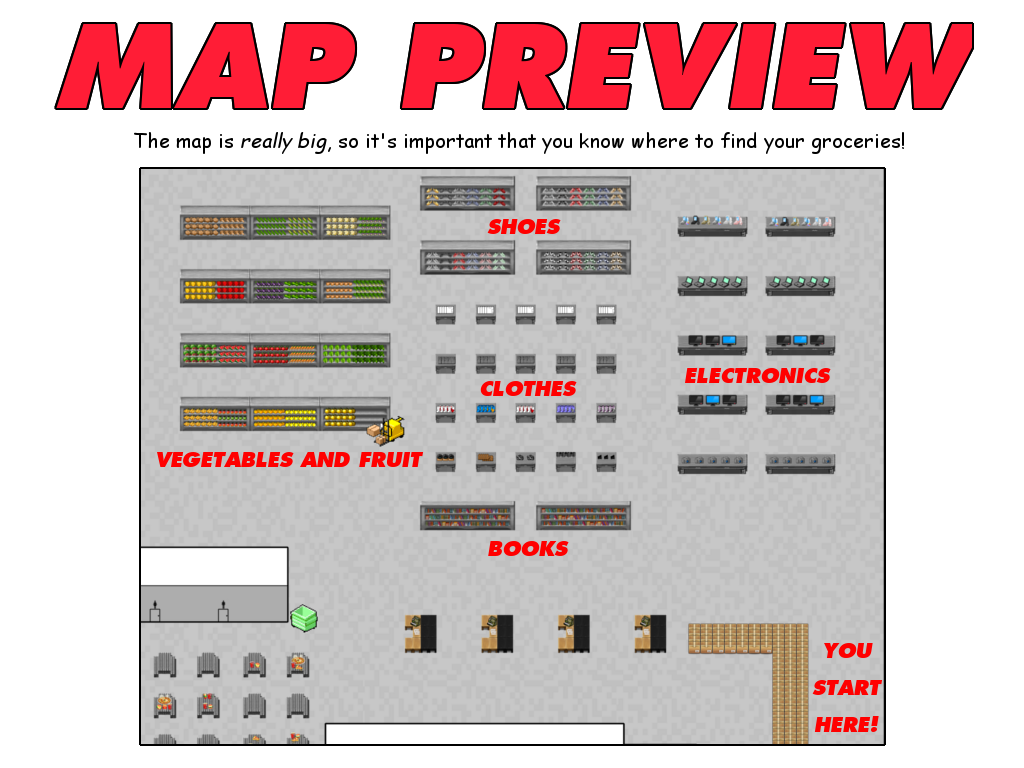 MAP PREVIEW
The map is really big, so it's important that you know where to find your groceries!
SHOES
CLOTHES
ELECTRONICS
VEGETABLES AND FRUIT
BOOKS
YOU
START
HERE!